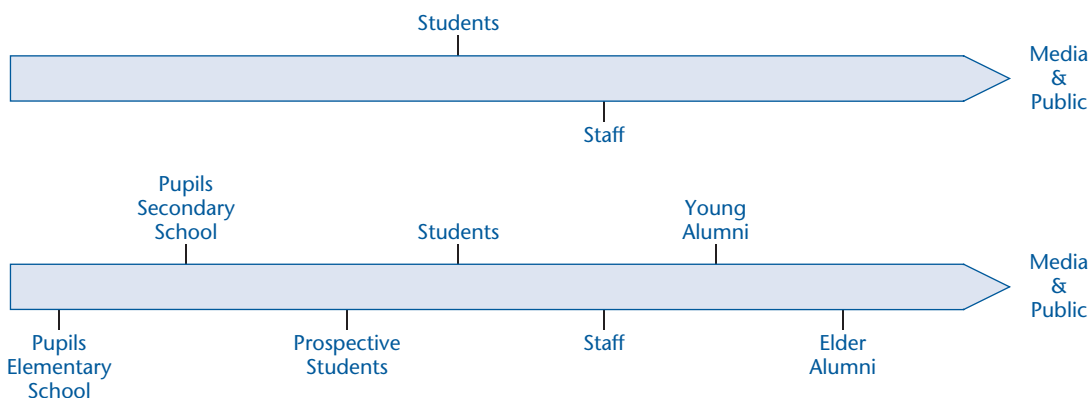 Students
Media
&
Public
Staff
Pupils
Secondary
School
Students
Young
Alumni
Media
&
Public
Pupils
Elementary
School
Prospective
Students
Staff
Elder
Alumni